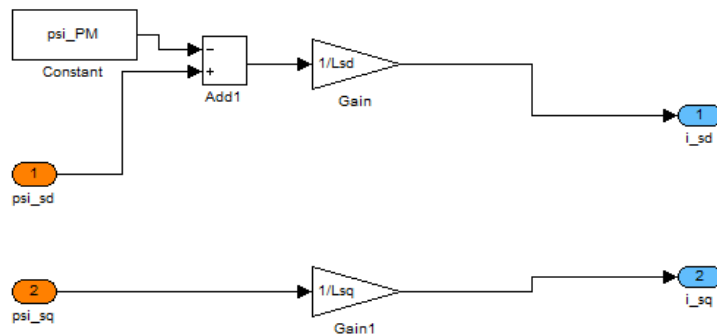 psi_PM
Constant
−
+
Add1
1/Lsd
Gain
1
i_sd
1
psi_sd
2
psi_sq
1/Lsq
Gain1
2
i_sq